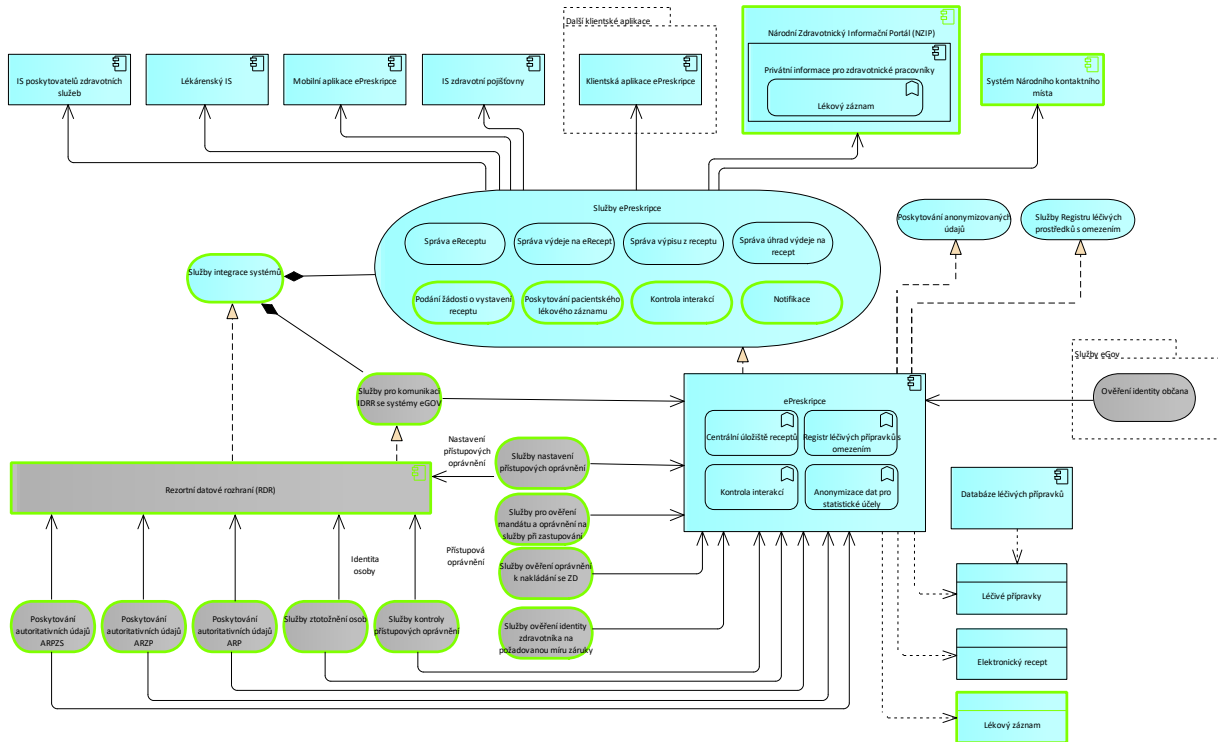 Další klientské aplikace
Národní Zdravotnický Informační Portál (NZIP)
IS poskytovatelů zdravotních
služeb
Lékárenský IS
Mobilní aplikace ePreskripce
IS zdravotní pojišťovny
Klientská aplikace ePreskripce
Privátní informace pro zdravotnické pracovníky
Lékový záznam
Systém Národního kontaktního
místa
Služby ePreskripce
Správa eReceptu
Správa výdeje na eRecept
Správa výpisu z receptu
Správa úhrad výdeje na
recept
Podání žádosti o vystavení
receptu
Poskytování pacientského
lékového záznamu
Kontrola interakcí
Notifikace
Poskytování anonymizovaných
údajů
Služby Registru léčivých
prostředků s omezením
Služby integrace systémů
Služby eGov
Ověření identity občana
Služby pro komunikaci
IDRR se systémy eGOV
ePreskripce
Centrální úložiště receptů
Registr léčivých přípravků s
omezením
Kontrola interakcí
Anonymizace dat pro
statistické účely
Nastavení
přístupových
oprávnění
Služby nastavení
přístupových oprávnění
Rezortní datové rozhraní (RDR)
Databáze léčivých přípravků
Služby pro ověření
mandátu a oprávnění na
služby při zastupování
Identita
osoby
Přístupová
oprávnění
Služby ověření oprávnění
k nakládání se ZD
Léčivé přípravky
Poskytování
autoritativních údajů
ARPZS
Poskytování
autoritativních údajů
ARZP
Poskytování
autoritativních údajů
ARP
Služby ztotožnění osob
Služby kontroly
přístupových oprávnění
Služby ověření identity
zdravotníka na
požadovanou míru záruky
Elektronický recept
Lékový záznam